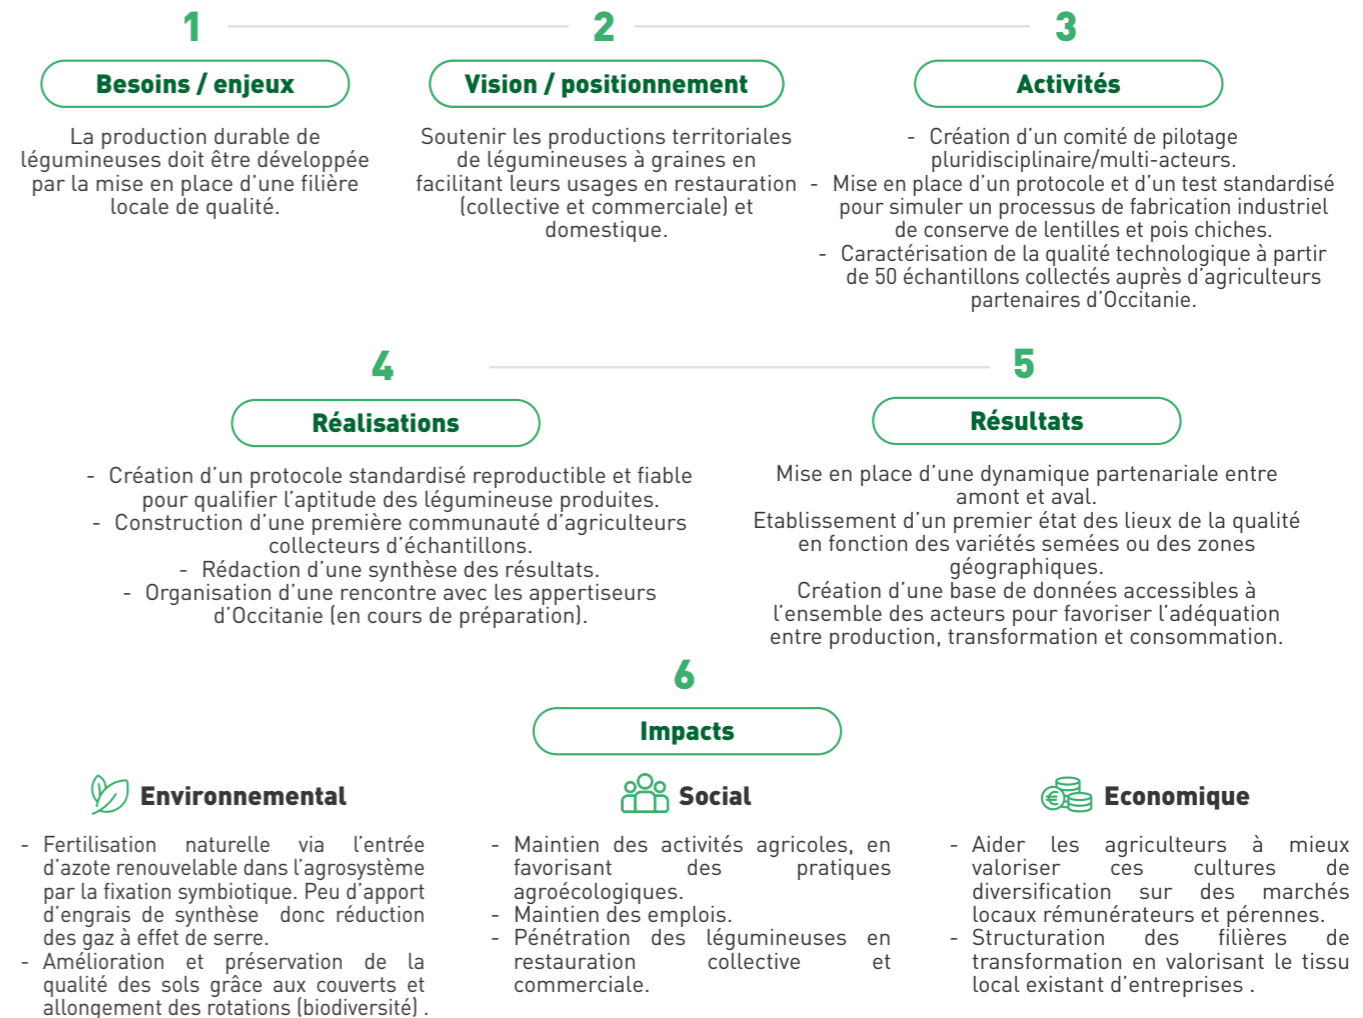 1
Besoins / enjeux
La production durable de
légumineuses doit être développée
par la mise en place d’une filière
locale de qualité.
2
Vision / positionnement
Soutenir les productions territoriales
de légumineuses à graines en
facilitant leurs usages en restauration
(collective et commerciale) et
domestique.
3
Activités
- Création d’un comité de pilotage
pluridisciplinaire/multi-acteurs.
- Mise en place d’un protocole et d’un test standardisé
pour simuler un processus de fabrication industriel
de conserve de lentilles et pois chiches.
- Caractérisation de la qualité technologique à partir
de 50 échantillons collectés auprès d’agriculteurs
partenaires d’Occitanie.
4
Réalisations
- Création d’un protocole standardisé reproductible et fiable
pour qualifier l’aptitude des légumineuse produites.
- Construction d’une première communauté d’agriculteurs
collecteurs d’échantillons.
- Rédaction d’une synthèse des résultats.
- Organisation d’une rencontre avec les appertiseurs
d’Occitanie (en cours de préparation).
5
Résultats
Mise en place d’une dynamique partenariale entre
amont et aval.
Etablissement d’un premier état des lieux de la qualité
en fonction des variétés semées ou des zones
géographiques.
Création d’une base de données accessibles à
l’ensemble des acteurs pour favoriser l’adéquation
entre production, transformation et consommation.
6
Impacts
Environnemental
- Fertilisation naturelle via l’entrée
d’azote renouvelable dans l’agrosystème
par la fixation symbiotique. Peu d’apport
d’engrais de synthèse donc réduction
des gaz à effet de serre.
- Amélioration et préservation de la
qualité des sols grâce aux couverts et
allongement des rotations (biodiversité) .
Social
- Maintien des activités agricoles, en
favorisant des pratiques
agroécologiques.
- Maintien des emplois.
- Pénétration des légumineuses en
restauration collective et
commerciale.
Economique
- Aider les agriculteurs à mieux
valoriser ces cultures de
diversification sur des marchés
locaux rémunérateurs et pérennes.
- Structuration des filières de
transformation en valorisant le tissu
local existant d’entreprises .